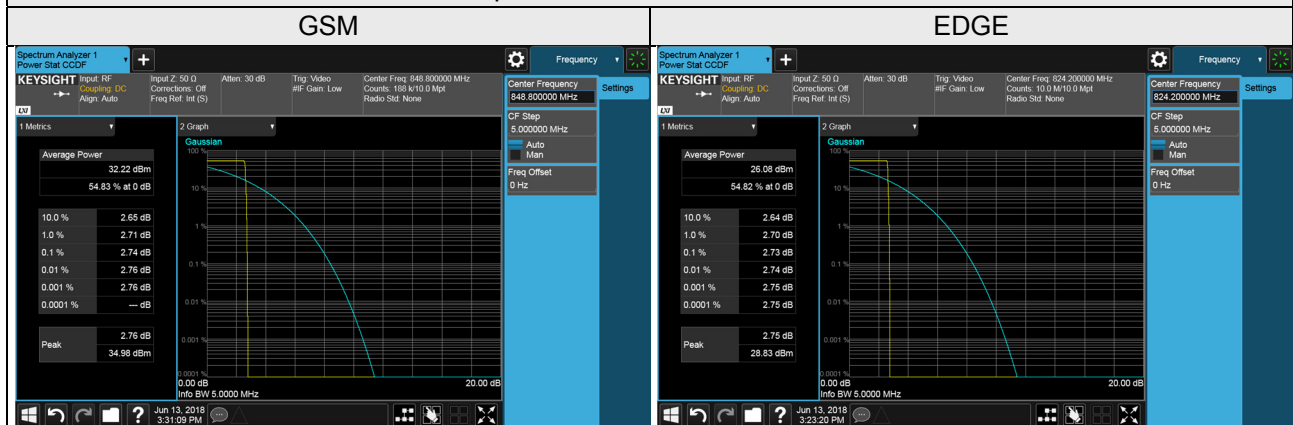 GSM
EDGE
Spectrum Analyzer 1
Power Stat CCDF
Frequency
KEYSIGHT
Input: RF
Coupling: DC
Align: Auto
Input Z: 50 Ω
Corrections: Off
Freq Ref: Int (S)
Atten: 30 dB
Trig: Video
#IF Gain: Low
Center Freq: 848.800000 MHz
Counts: 188 k/10.0 Mpt
Radio Std: None
LXI
Center Frequency
848.800000 MHz
Settings
CF Step
5.000000 MHz
Auto
Man
Freq Offset
0 Hz
1 Metrics
Average Power
32.22 dBm
54.83 % at 0 dB
10.0 % 2.65 dB
1.0 % 2.71 dB
0.1 % 2.74 dB
0.01 % 2.76 dB
0.001 % 2.76 dB
0.0001 % --- dB
Peak
2.76 dB
34.98 dBm
2 Graph
Gaussian
100 %
10 %
1 %
0.1 %
0.01 %
0.001 %
0.0001 %
0.00 dB
20.00 dB
Info BW 5.0000 MHz
Jun 13, 2018
3:31:09 PM
Spectrum Analyzer 1
Power Stat CCDF
Frequency
KEYSIGHT
Input: RF
Coupling: DC
Align: Auto
Input Z: 50 Ω
Corrections: Off
Freq Ref: Int (S)
Atten: 30 dB
Trig: Video
#IF Gain: Low
Center Freq: 824.200000 MHz
Counts: 10.0 M/10.0 Mpt
Radio Std: None
LXI
Center Frequency
824.200000 MHz
Settings
CF Step
5.000000 MHz
Auto
Man
Freq Offset
0 Hz
1 Metrics
Average Power
26.08 dBm
54.82 % at 0 dB
10.0 % 2.64 dB
1.0 % 2.70 dB
0.1 % 2.73 dB
0.01 % 2.74 dB
0.001 % 2.75 dB
0.0001 % 2.75 dB
Peak
2.75 dB
28.83 dBm
2 Graph
Gaussian
100 %
10 %
1 %
0.1 %
0.01 %
0.001 %
0.0001 %
0.00 dB
20.00 dB
Info BW 5.0000 MHz
Jun 13, 2018
3:23:20 PM